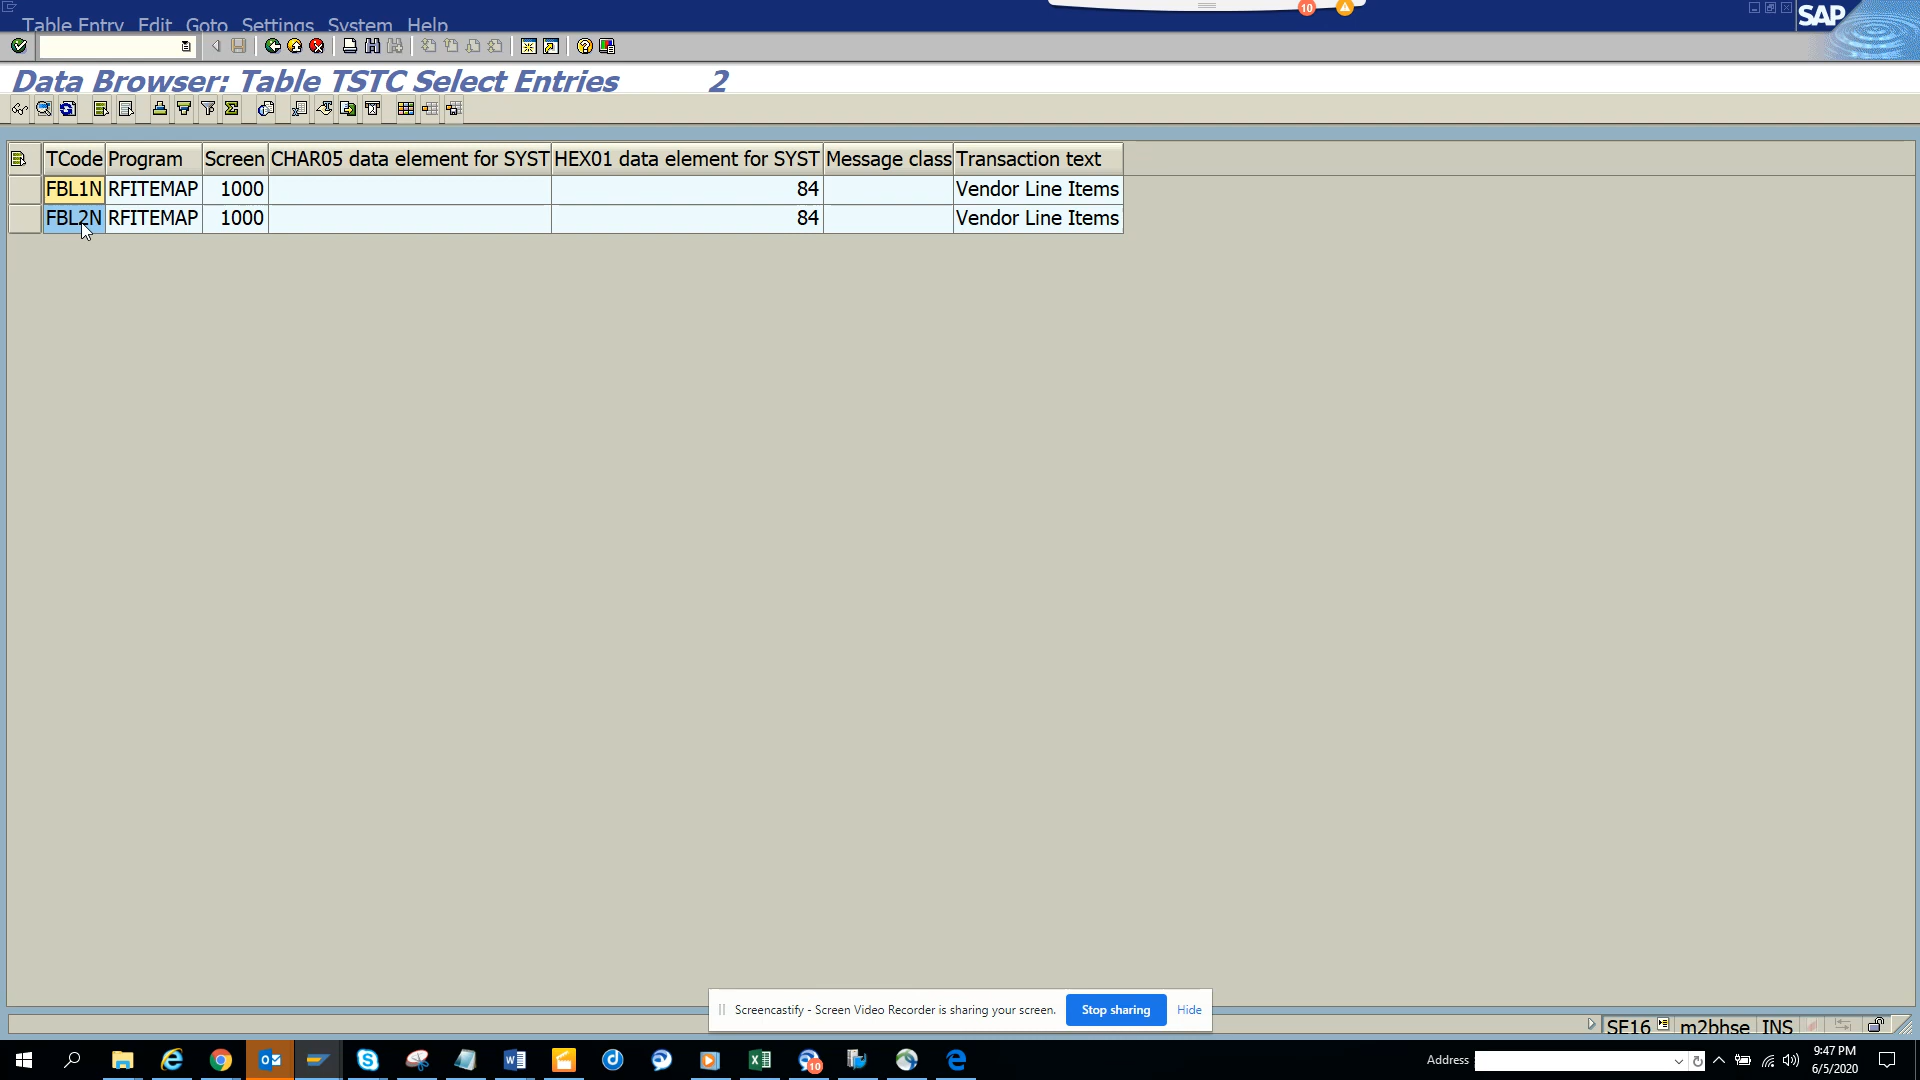 Table Entry Edit Goto Settings System Help
10
SAP
Data Browser: Table TSTC Select Entries 2
TCode Program Screen CHAR05 data element for SYST HEX01 data element for SYST Message class Transaction text
FBL1N RFITEMAP 1000 84 Vendor Line Items
FBL2N RFITEMAP 1000 84 Vendor Line Items
Screencastify - Screen Video Recorder is sharing your screen. Stop sharing Hide
SE16 m2bhse INS
10
Address
9:47 PM
6/5/2020